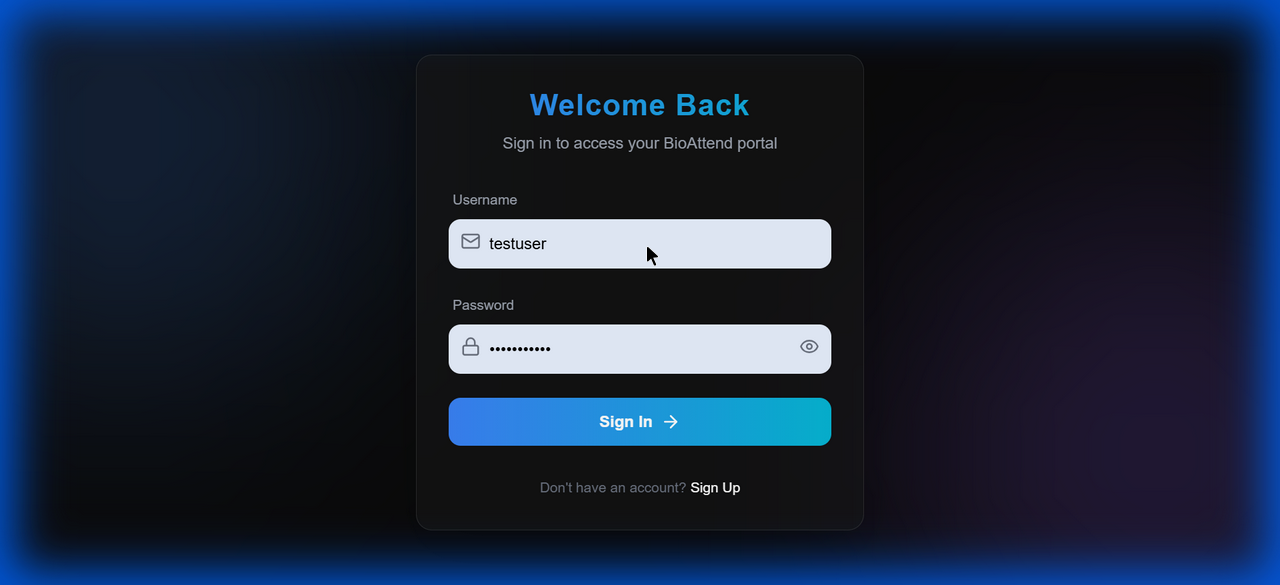 Welcome Back
Sign in to access your BioAttend portal
Username
testuser
Password
•••••••••••
Sign In →
Don't have an account? Sign Up